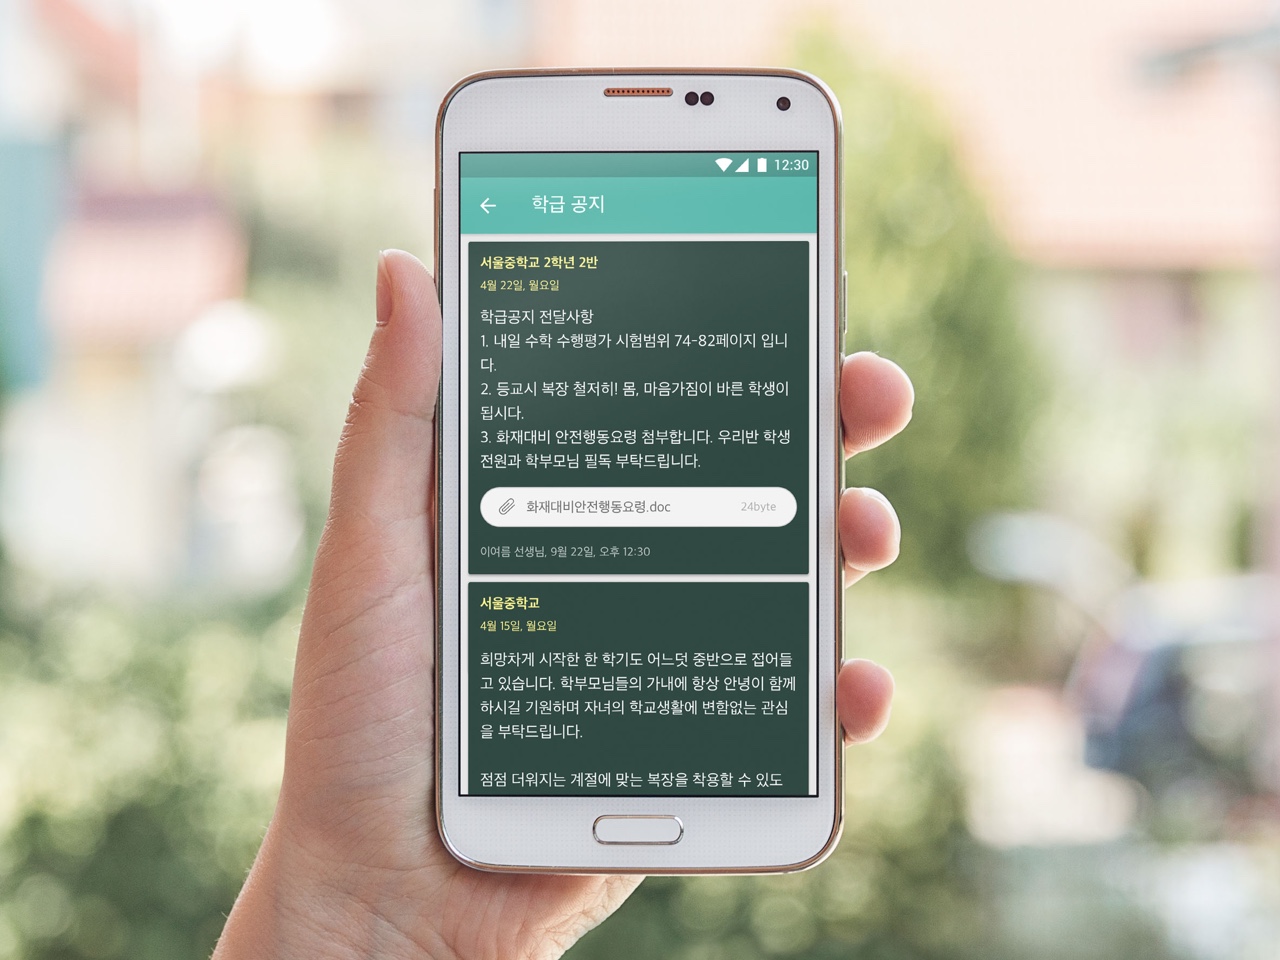 12:30
학급 공지
서울중학교 2학년 2반
4월 22일, 월요일
학급공지 전달사항
1. 내일 수학 수행평가 시험범위 74-82페이지 입니
다.
2. 등교시 복장 철저히! 몸, 마음가짐이 바른 학생이
됩시다.
3. 화재대비 안전행동요령 첨부합니다. 우리반 학생
전원과 학부모님 필독 부탁드립니다.
화재대비안전행동요령.doc 24byte
이여름 선생님, 9월 22일, 오후 12:30
서울중학교
4월 15일, 월요일
희망차게 시작한 한 학기도 어느덧 중반으로 접어들
고 있습니다. 학부모님들의 가내에 항상 안녕이 함께
하시길 기원하며 자녀의 학교생활에 변함없는 관심
을 부탁드립니다.
점점 더워지는 계절에 맞는 복장을 착용할 수 있도